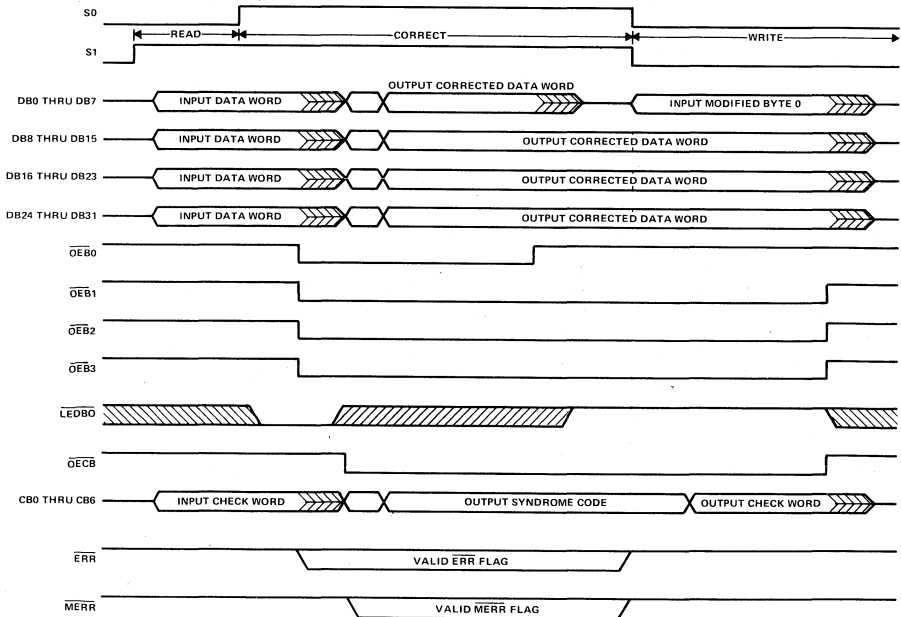 S0
READ CORRECT WRITE
S1
OUTPUT CORRECTED DATA WORD
DB0 THRU DB7 INPUT DATA WORD INPUT MODIFIED BYTE 0
DB8 THRU DB15 INPUT DATA WORD OUTPUT CORRECTED DATA WORD
DB16 THRU DB23 INPUT DATA WORD OUTPUT CORRECTED DATA WORD
DB24 THRU DB31 INPUT DATA WORD OUTPUT CORRECTED DATA WORD
OEB0
OEB1
OEB2
OEB3
LEDBO
OECB
CB0 THRU CB6 INPUT CHECK WORD OUTPUT SYNDROME CODE OUTPUT CHECK WORD
ERR VALID ERR FLAG
MERR VALID MERR FLAG